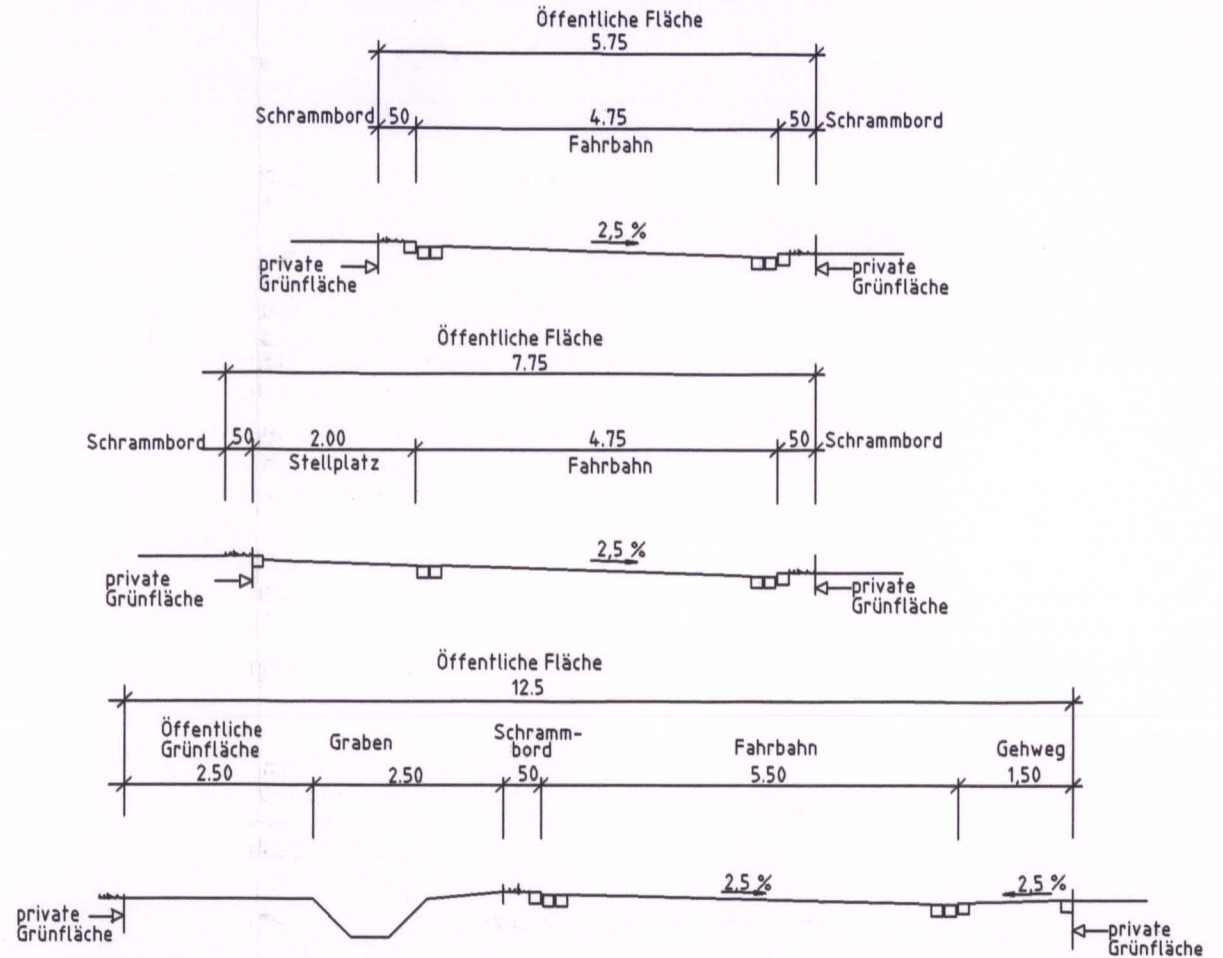 Öffentliche Fläche
5.75
Schrammbord 50 4.75 50 Schrammbord
Fahrbahn
2,5 %
private
Grünfläche
private
Grünfläche
Öffentliche Fläche
7.75
Schrammbord 50 2.00 4.75 50 Schrammbord
Stellplatz Fahrbahn
2,5 %
private
Grünfläche
private
Grünfläche
Öffentliche Fläche
12.5
Öffentliche
Grünfläche
2.50
Graben
2.50
Schramm-
bord
50
Fahrbahn
5.50
Gehweg
1,50
2,5 %
2,5 %
private
Grünfläche
private
Grünfläche